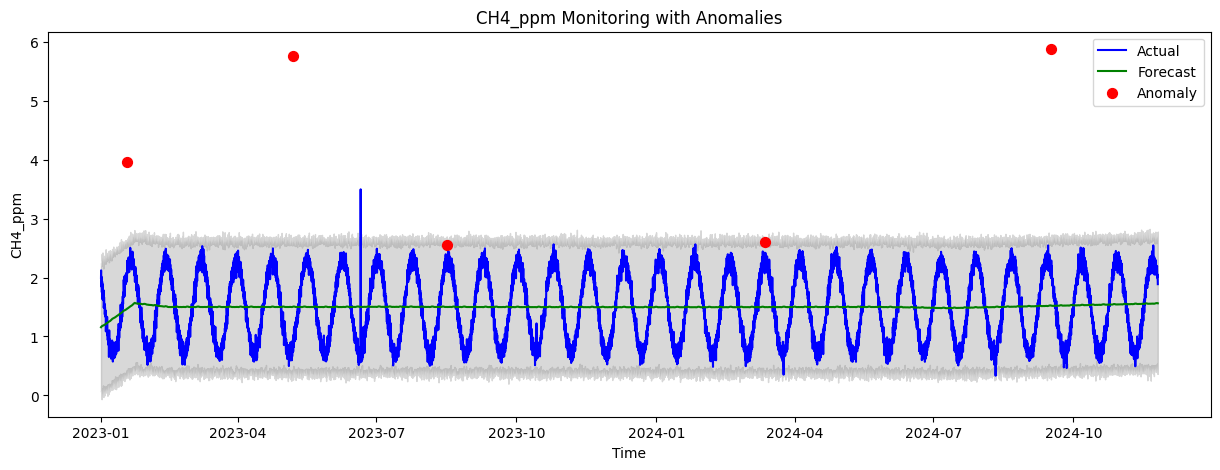 CH4_ppm Monitoring with Anomalies
6
5
4
3
2
1
0
CH4_ppm
Actual
Forecast
Anomaly
2023-01
2023-04
2023-07
2023-10
2024-01
2024-04
2024-07
2024-10
Time